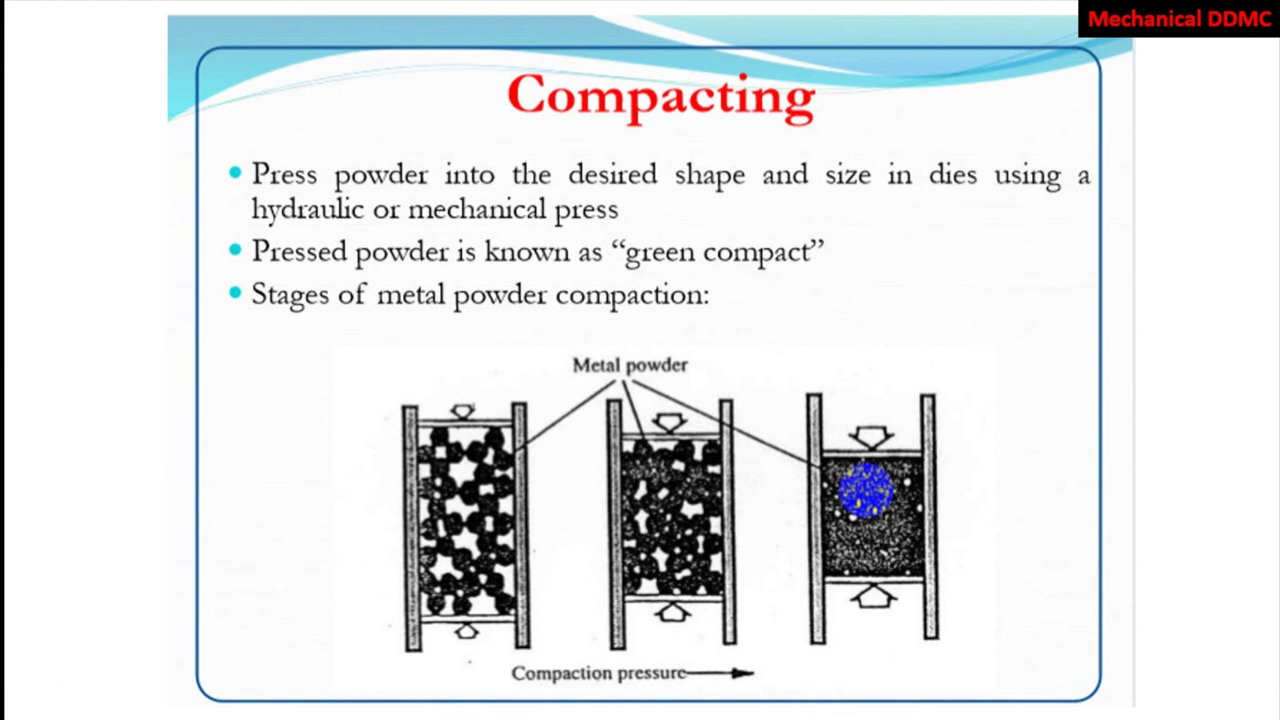 Mechanical DDMC
Compacting
Press powder into the desired shape and size in dies using a
hydraulic or mechanical press
Pressed powder is known as “green compact”
Stages of metal powder compaction:
Metal powder
Compaction pressure